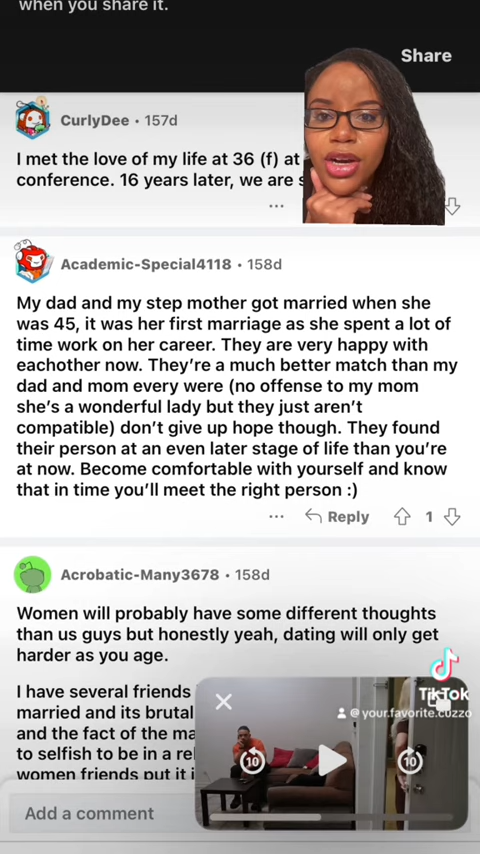 when you share it.
Share
CurlyDee • 157d
I met the love of my life at 36 (f) at
conference. 16 years later, we are
Academic-Special4118 • 158d
My dad and my step mother got married when she
was 45, it was her first marriage as she spent a lot of
time work on her career. They are very happy with
eachother now. They're a much better match than my
dad and mom every were (no offense to my mom
she's a wonderful lady but they just aren't
compatible) don't give up hope though. They found
their person at an even later stage of life than you're
at now. Become comfortable with yourself and know
that in time you'll meet the right person :)
Reply 1
Acrobatic-Many3678 • 158d
Women will probably have some different thoughts
than us guys but honestly yeah, dating will only get
harder as you age.
I have several friends
married and its brutal
and the fact of the ma
to selfish to be in a re
women friends put it i
TikTok
@your.favorite.cuzzo
10 10
Add a comment